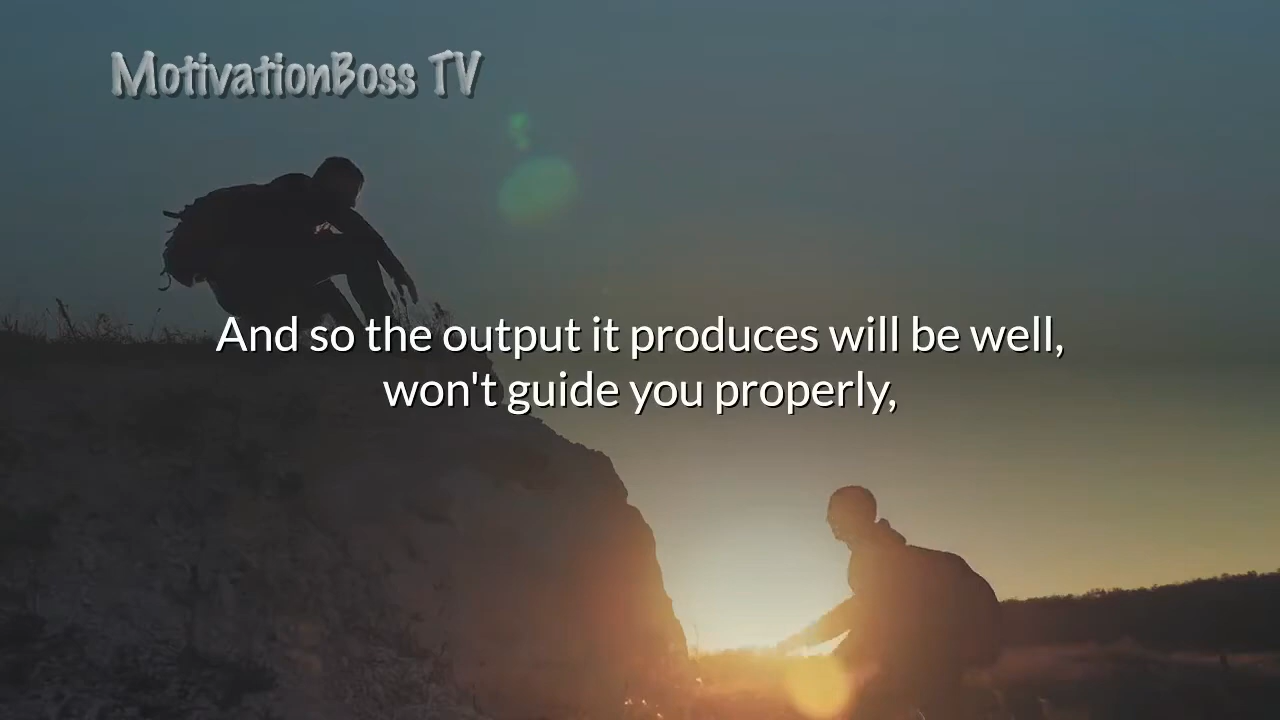 MotivationBoss TV
And so the output it produces will be well,
won't guide you properly,